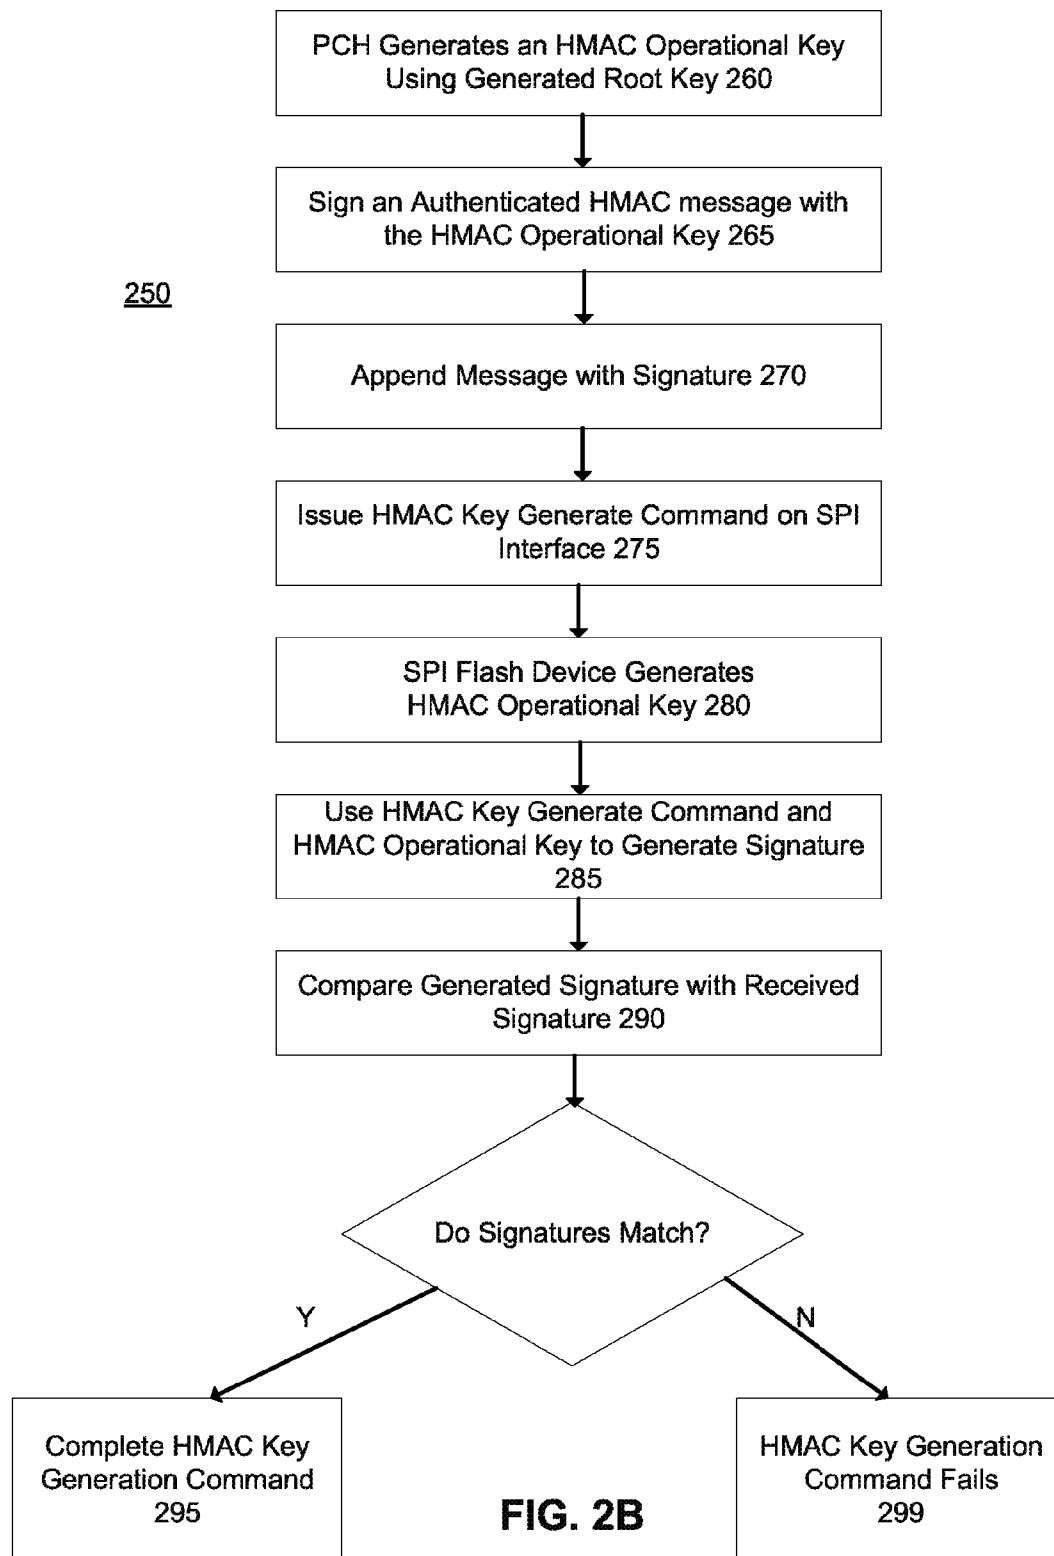 PCH Generates an HMAC Operational Key
Using Generated Root Key 260
Sign an Authenticated HMAC message with
the HMAC Operational Key 265
250
Append Message with Signature 270
Issue HMAC Key Generate Command on SPI
Interface 275
SPI Flash Device Generates
HMAC Operational Key 280
Use HMAC Key Generate Command and
HMAC Operational Key to Generate Signature
285
Compare Generated Signature with Received
Signature 290
Do Signatures Match?
Y
N
Complete HMAC Key
Generation Command
295
HMAC Key Generation
Command Fails
299
FIG. 2B